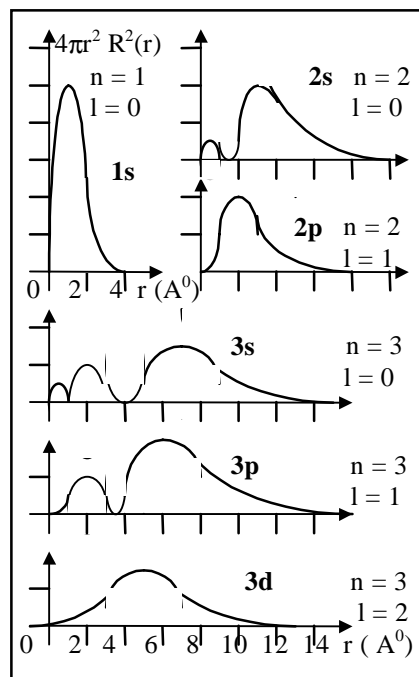 4πr² R²(r)
n = 1
l = 0
1s
2s
n = 2
l = 0
2p
n = 2
l = 1
0 2 4 r (A⁰)
3s
n = 3
l = 0
3p
n = 3
l = 1
3d
n = 3
l = 2
0 2 4 6 8 10 12 14 r ( A⁰)